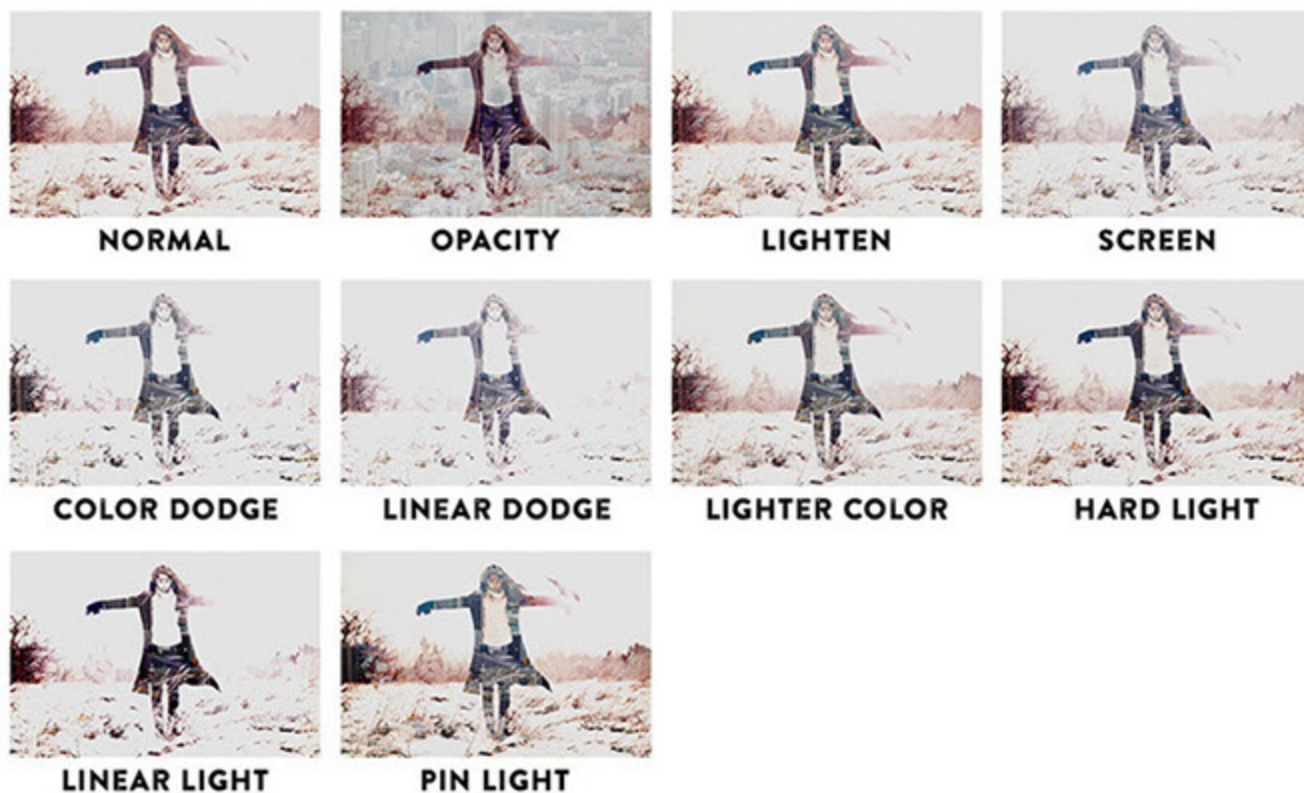 NORMAL
OPACITY
LIGHTEN
SCREEN
COLOR DODGE
LINEAR DODGE
LIGHTER COLOR
HARD LIGHT
LINEAR LIGHT
PIN LIGHT